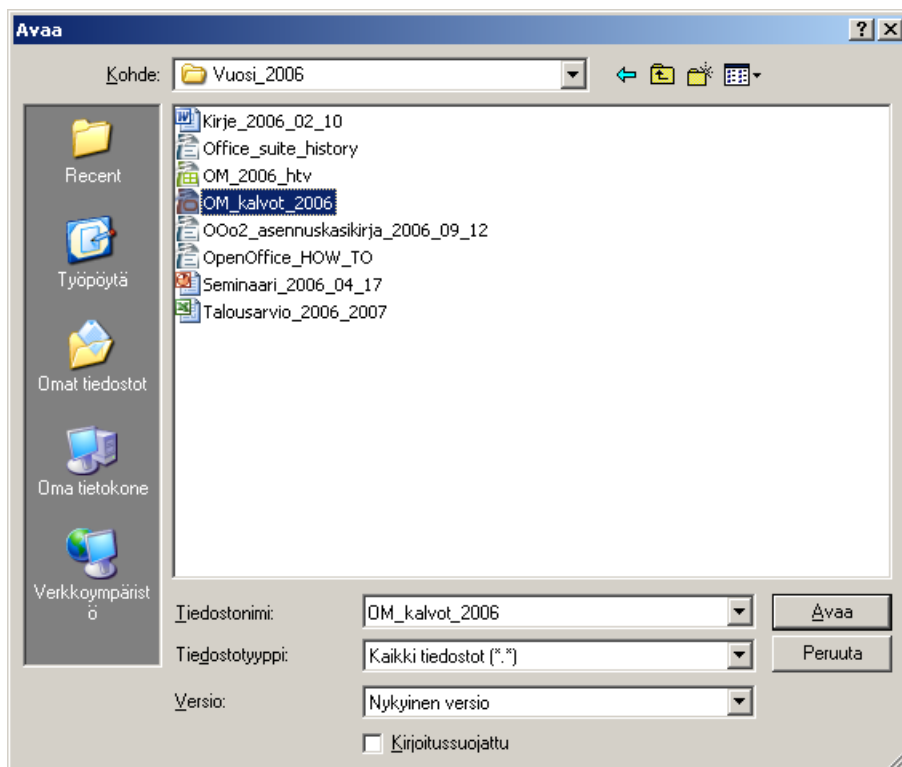 Avaa
Kohde: Vuosi_2006
Recent
Työpöytä
Omat tiedostot
Oma tietokone
Verkkoympärist
ö
Kirje_2006_02_10
Office_suite_history
OM_2006_htv
OM_kalvot_2006
OOo2_asennuskasikirja_2006_09_12
OpenOffice_HOW_TO
Seminaari_2006_04_17
Talousarvio_2006_2007
Tiedostonimi: OM_kalvot_2006 Avaa
Tiedostotyyppi: Kaikki tiedostot (*.*) Peruuta
Versio: Nykyinen versio
Kirjoitussuojattu